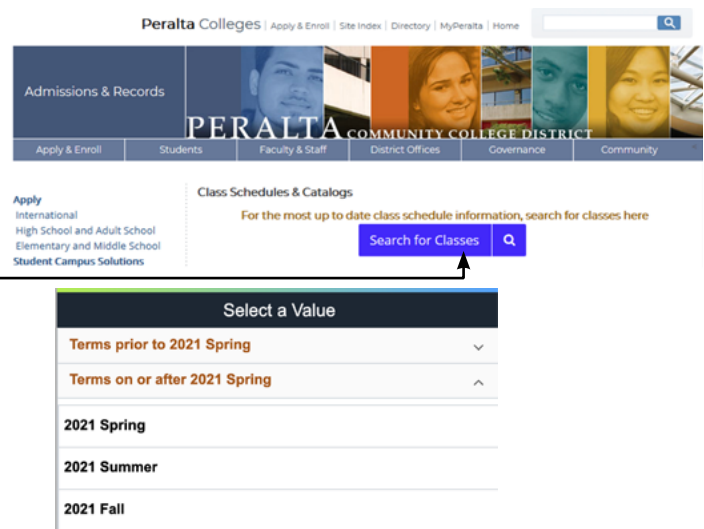 Peralta Colleges | Apply & Enroll | Site Index | Directory | MyPeralta | Home
Admissions & Records
PERALTA COMMUNITY COLLEGE DISTRICT
Apply & Enroll Students Faculty & Staff District Offices Governance Community
Class Schedules & Catalogs
For the most up to date class schedule information, search for classes here
Search for Classes
Apply
International
High School and Adult School
Elementary and Middle School
Student Campus Solutions
Select a Value
Terms prior to 2021 Spring
Terms on or after 2021 Spring
2021 Spring
2021 Summer
2021 Fall